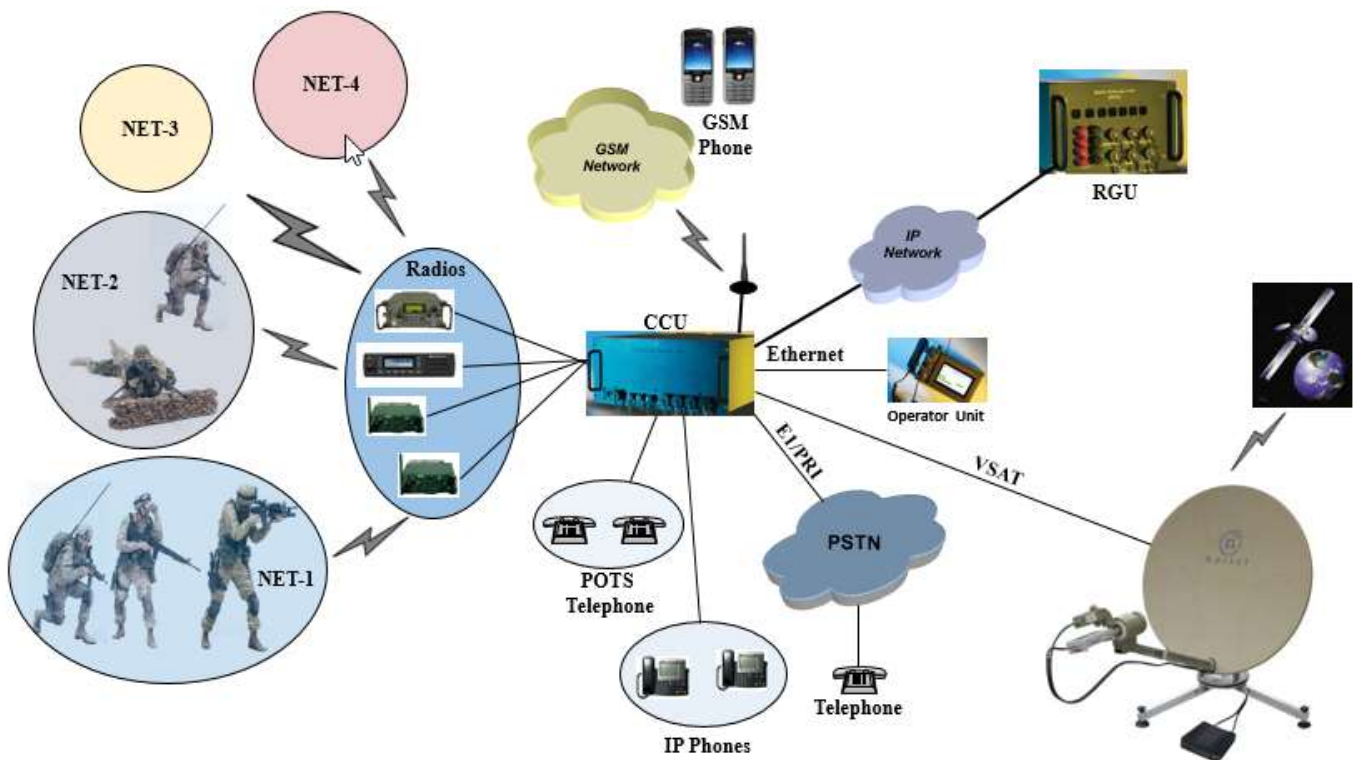 NET-4
NET-3
GSM
Phone
GSM
Network
RGU
NET-2
IP
Network
Radios
CCU
Ethernet
Operator Unit
E1/PRI
VSAT
PSTN
NET-1
POTS
Telephone
Telephone
IP Phones